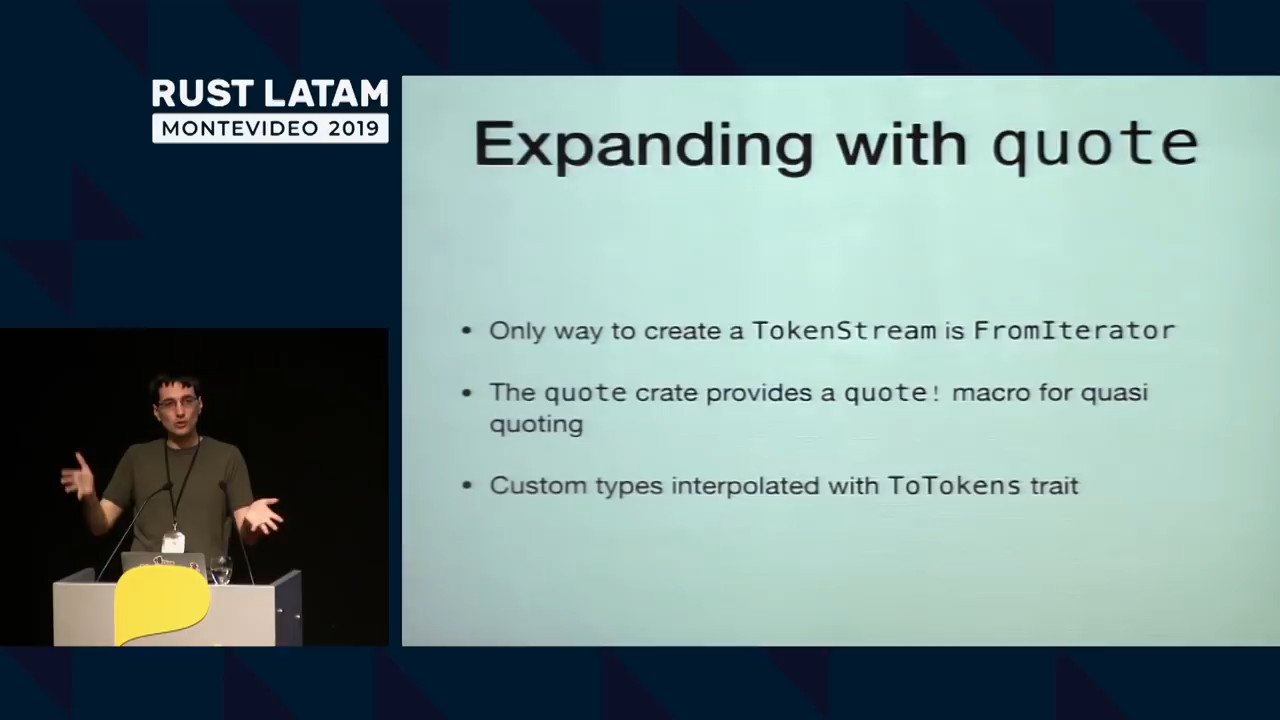 RUST LATAM
MONTEVIDEO 2019
Expanding with quote
• Only way to create a TokenStream is FromIterator
• The quote crate provides a quote! macro for quasi
quoting
• Custom types interpolated with ToTokens trait